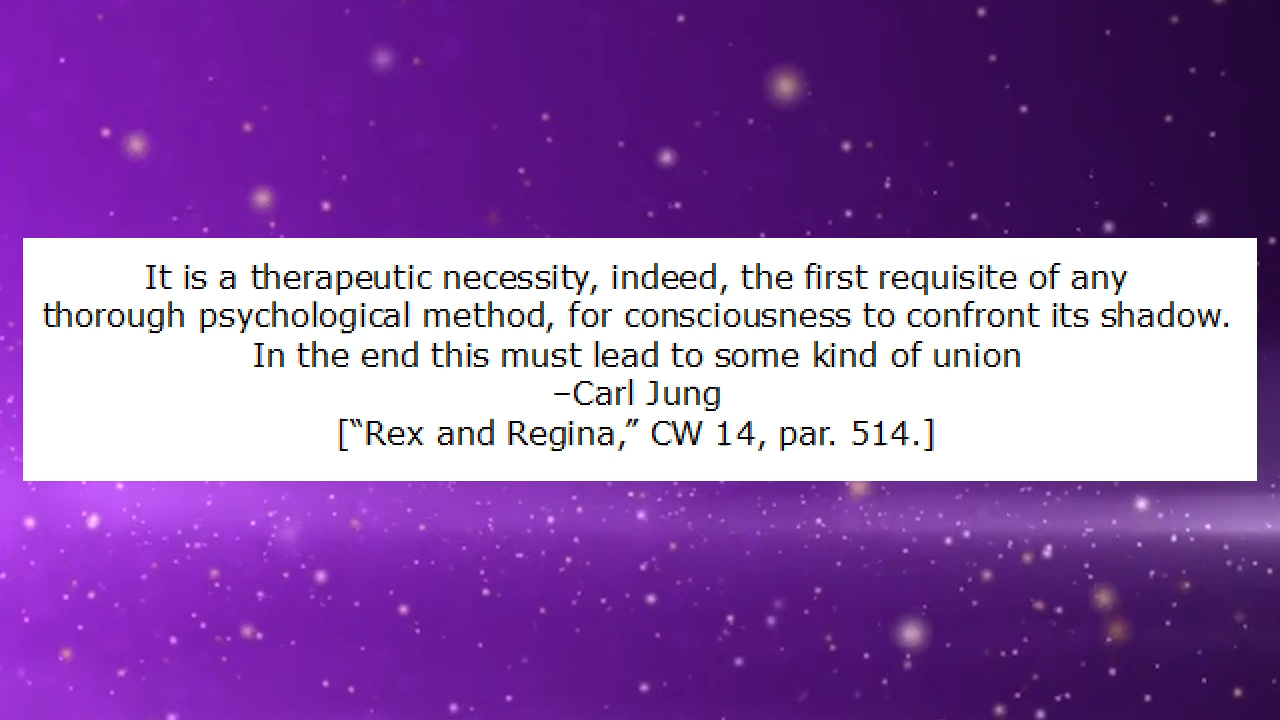 It is a therapeutic necessity, indeed, the first requisite of any
thorough psychological method, for consciousness to confront its shadow.
In the end this must lead to some kind of union
–Carl Jung
[“Rex and Regina,” CW 14, par. 514.]